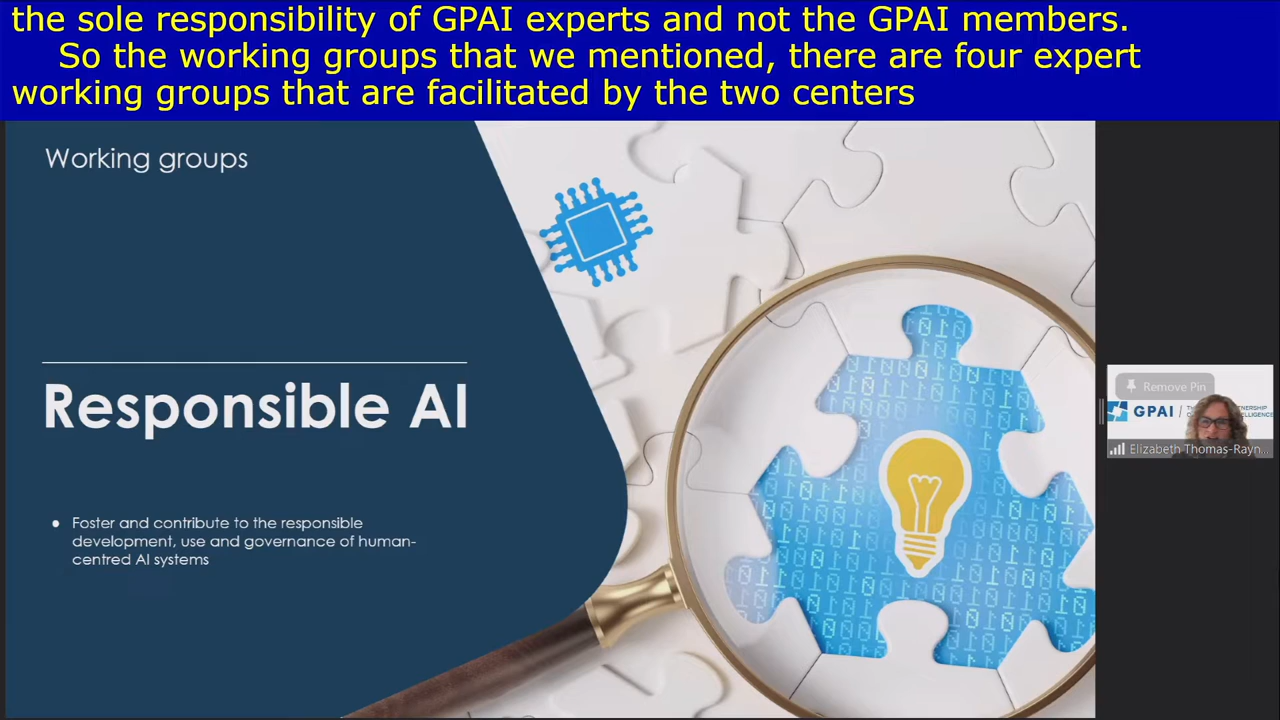 the sole responsibility of GPAI experts and not the GPAI members.
So the working groups that we mentioned, there are four expert
working groups that are facilitated by the two centers
Working groups
Responsible AI
● Foster and contribute to the responsible
development, use and governance of human-
centred AI systems
Remove Pin
GPAI /
Elizabeth Thomas-Rayn...